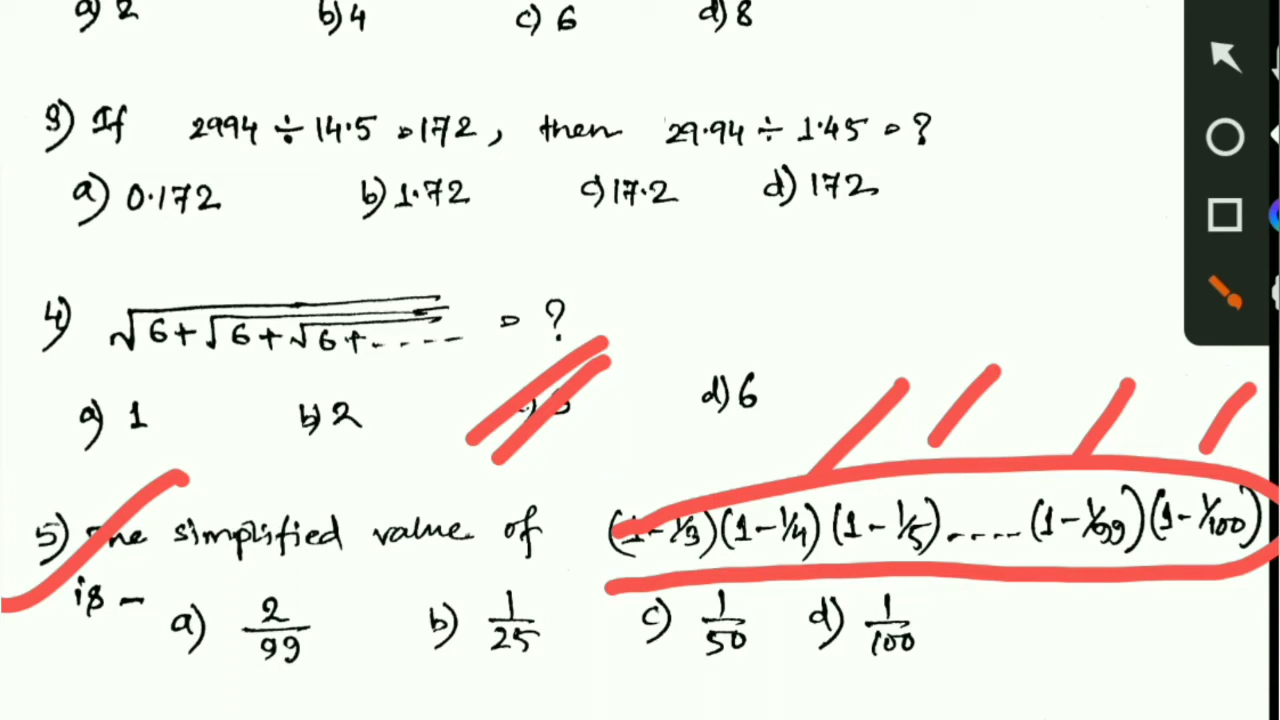 a) 2 b) 4 c) 6 d) 8
3) If 2994 ÷ 14.5 = 172, then 29.94 ÷ 1.45 = ?
a) 0.172 b) 1.72 c) 17.2 d) 172
4) √6+√6+√6+..... = ?
a) 1 b) 2 d) 6
5) The simplified value of (1-1/3)(1-1/4)(1-1/5).....(1-1/99)(1-1/100)
is -
a) 2/99 b) 1/25 c) 1/50 d) 1/100